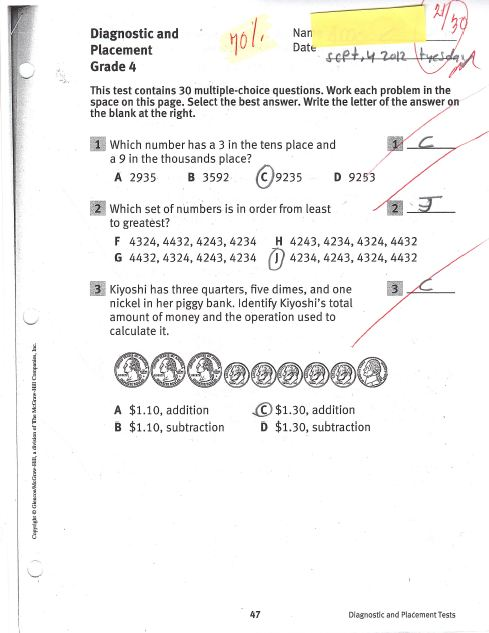 Diagnostic and
Placement
Grade 4
70%
Nam
Date
sept, 4 2012 tuesday
21/30
This test contains 30 multiple-choice questions. Work each problem in the
space on this page. Select the best answer. Write the letter of the answer on
the blank at the right.
1 Which number has a 3 in the tens place and
a 9 in the thousands place?
A 2935 B 3592 C 9235 D 9253
1 C
2 Which set of numbers is in order from least
to greatest?
F 4324, 4432, 4243, 4234 H 4243, 4234, 4324, 4432
G 4432, 4324, 4243, 4234 J 4234, 4243, 4324, 4432
2 J
3 Kiyoshi has three quarters, five dimes, and one
nickel in her piggy bank. Identify Kiyoshi's total
amount of money and the operation used to
calculate it.
3 C
A $1.10, addition C $1.30, addition
B $1.10, subtraction D $1.30, subtraction
Copyright © Glencoe/McGraw-Hill, a division of The McGraw-Hill Companies, Inc.
47
Diagnostic and Placement Tests